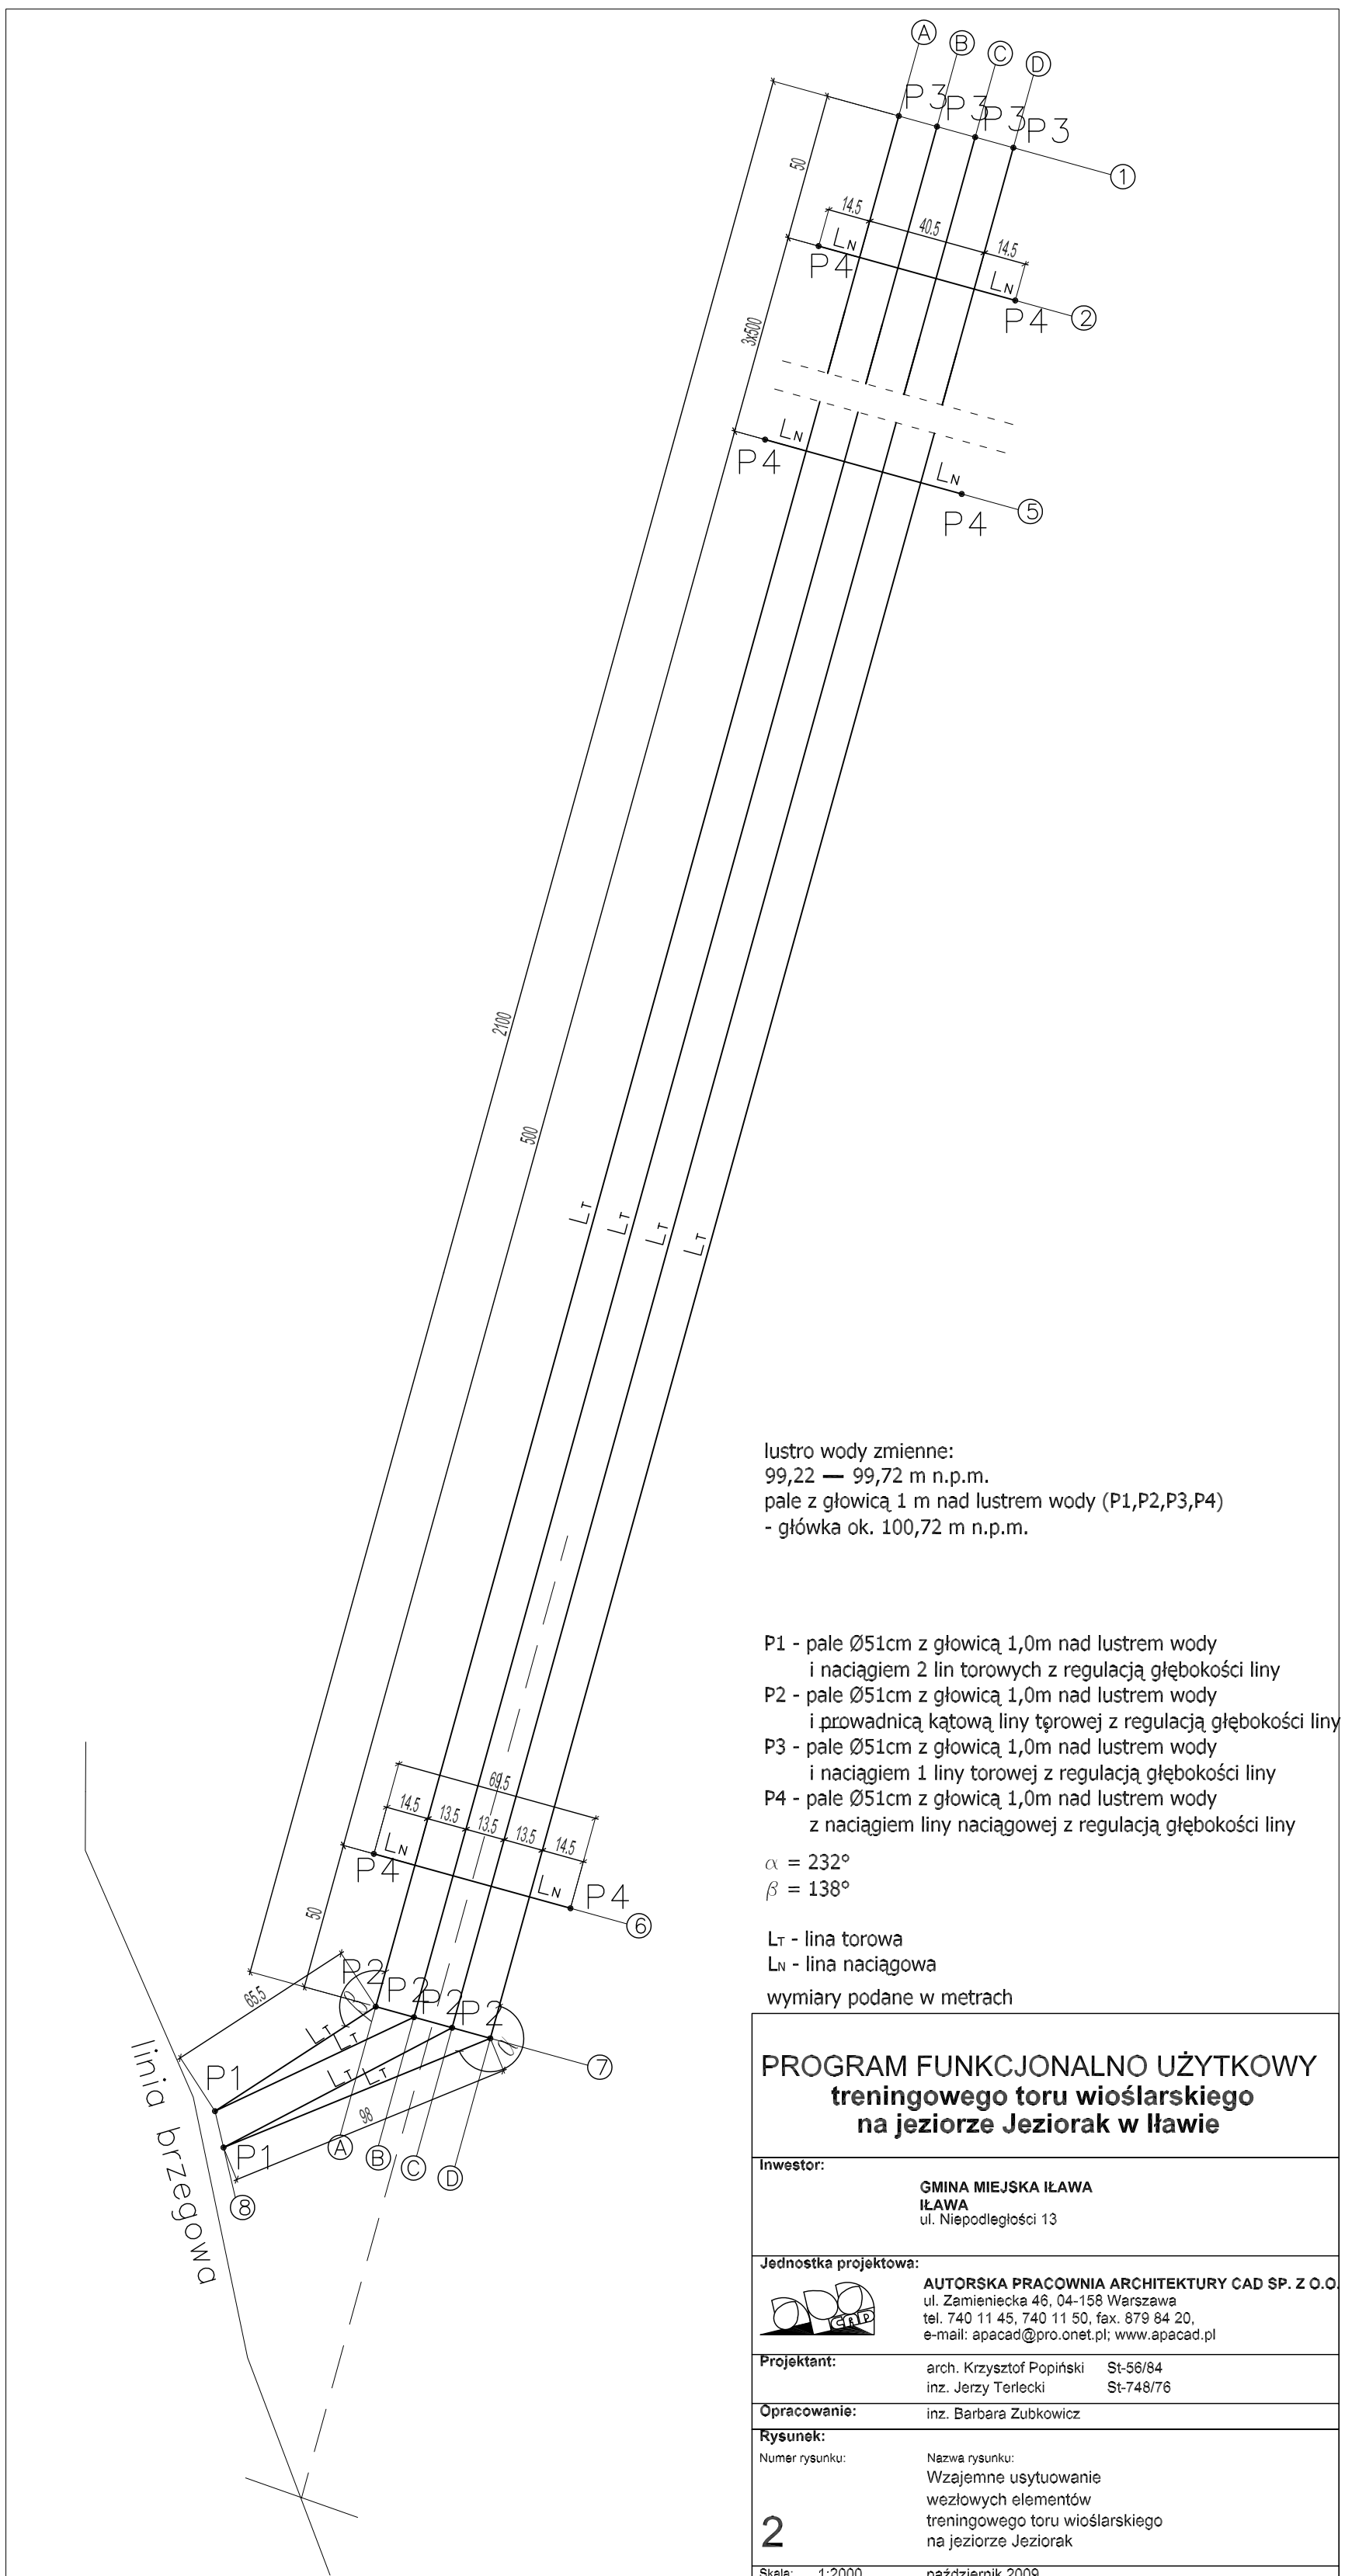 A
B
C
D
P3
P3
P3
P3
1
50
14.5
40.5
14.5
LN
P4
LN
P4
2
3x500
LN
P4
LN
P4
5
2100
500
LT
LT
LT
LT
lustro wody zmienne:
99,22 — 99,72 m n.p.m.
pale z głowicą 1 m nad lustrem wody (P1,P2,P3,P4)
- główka ok. 100,72 m n.p.m.
P1 - pale Ø51cm z głowicą 1,0m nad lustrem wody
i naciągiem 2 lin torowych z regulacją głębokości liny
P2 - pale Ø51cm z głowicą 1,0m nad lustrem wody
i prowadnicą kątową liny torowej z regulacją głębokości liny
P3 - pale Ø51cm z głowicą 1,0m nad lustrem wody
i naciągiem 1 liny torowej z regulacją głębokości liny
P4 - pale Ø51cm z głowicą 1,0m nad lustrem wody
z naciągiem liny naciągowej z regulacją głębokości liny
α = 232°
β = 138°
LT - lina torowa
LN - lina naciągowa
wymiary podane w metrach
69.5
14.5
13.5
13.5
13.5
14.5
LN
P4
LN
P4
6
50
65.5
P2
P2
P2
P2
β
α
7
LT
LT
LT
LT
P1
P1
98
A
B
C
D
8
linia brzegowa
PROGRAM FUNKCJONALNO UŻYTKOWY
treningowego toru wioślarskiego
na jeziorze Jeziorak w Iławie
Inwestor:
GMINA MIEJSKA IŁAWA
IŁAWA
ul. Niepodległości 13
Jednostka projektowa:
CAD
AUTORSKA PRACOWNIA ARCHITEKTURY CAD SP. Z O.O.
ul. Zamieniecka 46, 04-158 Warszawa
tel. 740 11 45, 740 11 50, fax. 879 84 20,
e-mail: apacad@pro.onet.pl; www.apacad.pl
Projektant:
arch. Krzysztof Popiński St-56/84
inz. Jerzy Terlecki St-748/76
Opracowanie:
inz. Barbara Zubkowicz
Rysunek:
Numer rysunku:
Nazwa rysunku:
Wzajemne usytuowanie
wezłowych elementów
treningowego toru wioślarskiego
na jeziorze Jeziorak
2
Skala: 1:2000 październik 2009